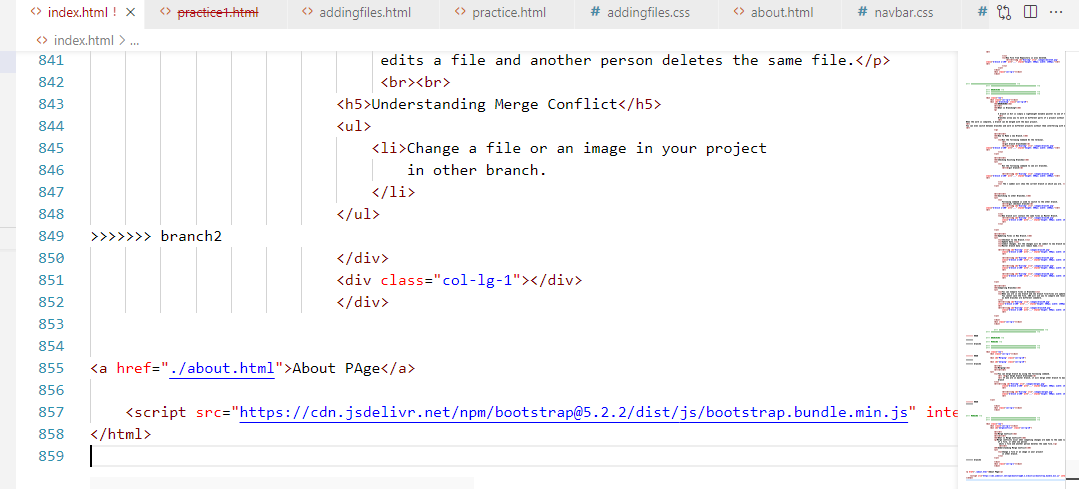 index.html !
practice1.html
addingfiles.html
practice.html
# addingfiles.css
about.html
# navbar.css
#
index.html > ...
841 edits a file and another person deletes the same file.</p>
842 <br><br>
843 <h5>Understanding Merge Conflict</h5>
844 <ul>
845 <li>Change a file or an image in your project
846 in other branch.
847 </li>
848 </ul>
849 >>>>>>> branch2
850 </div>
851 <div class="col-lg-1"></div>
852 </div>
853
854
855 <a href="./about.html">About PAge</a>
856
857 <script src="https://cdn.jsdelivr.net/npm/bootstrap@5.2.2/dist/js/bootstrap.bundle.min.js" inte
858 </html>
859